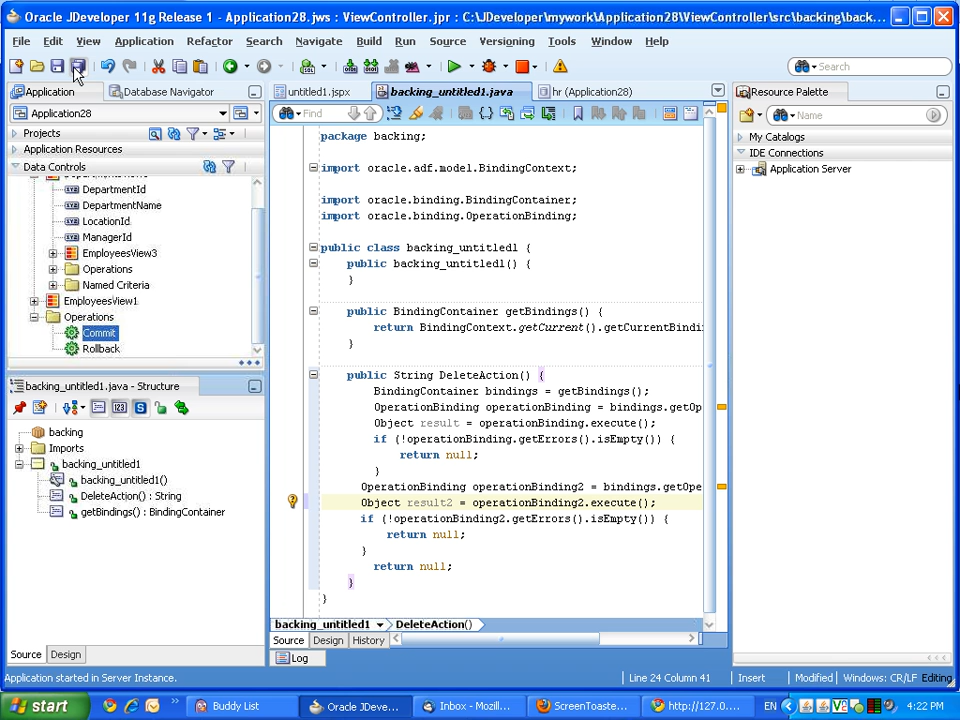 Oracle JDeveloper 11g Release 1 - Application28.jws : ViewController.jpr : C:\JDeveloper\mywork\Application28\ViewController\src\backing\back...
File Edit View Application Refactor Search Navigate Build Run Source Versioning Tools Window Help
Search
Application
Database Navigator
untitled1.jspx
backing_untitled1.java
hr (Application28)
Resource Palette
Application28
Find
Name
Projects
My Catalogs
Application Resources
IDE Connections
Data Controls
Application Server
DepartmentId
DepartmentName
LocationId
ManagerId
EmployeesView3
Operations
Named Criteria
EmployeesView1
Operations
Commit
Rollback
backing_untitled1.java - Structure
backing
Imports
backing_untitled1
backing_untitled1()
DeleteAction() : String
getBindings() : BindingContainer
Source Design
package backing;
import oracle.adf.model.BindingContext;
import oracle.binding.BindingContainer;
import oracle.binding.OperationBinding;
public class backing_untitled1 {
public backing_untitled1() {
}
public BindingContainer getBindings() {
return BindingContext.getCurrent().getCurrentBindi
}
public String DeleteAction() {
BindingContainer bindings = getBindings();
OperationBinding operationBinding = bindings.getOp
Object result = operationBinding.execute();
if (!operationBinding.getErrors().isEmpty()) {
return null;
}
OperationBinding operationBinding2 = bindings.getOpe
Object result2 = operationBinding2.execute();
if (!operationBinding2.getErrors().isEmpty()) {
return null;
}
return null;
}
}
backing_untitled1 DeleteAction()
Source Design History
Log
Application started in Server Instance.
Line 24 Column 41 Insert Modified Windows: CR/LF Editing
start
Buddy List
Oracle JDeve...
Inbox - Mozill...
ScreenToaste...
http://127.0....
EN
4:22 PM